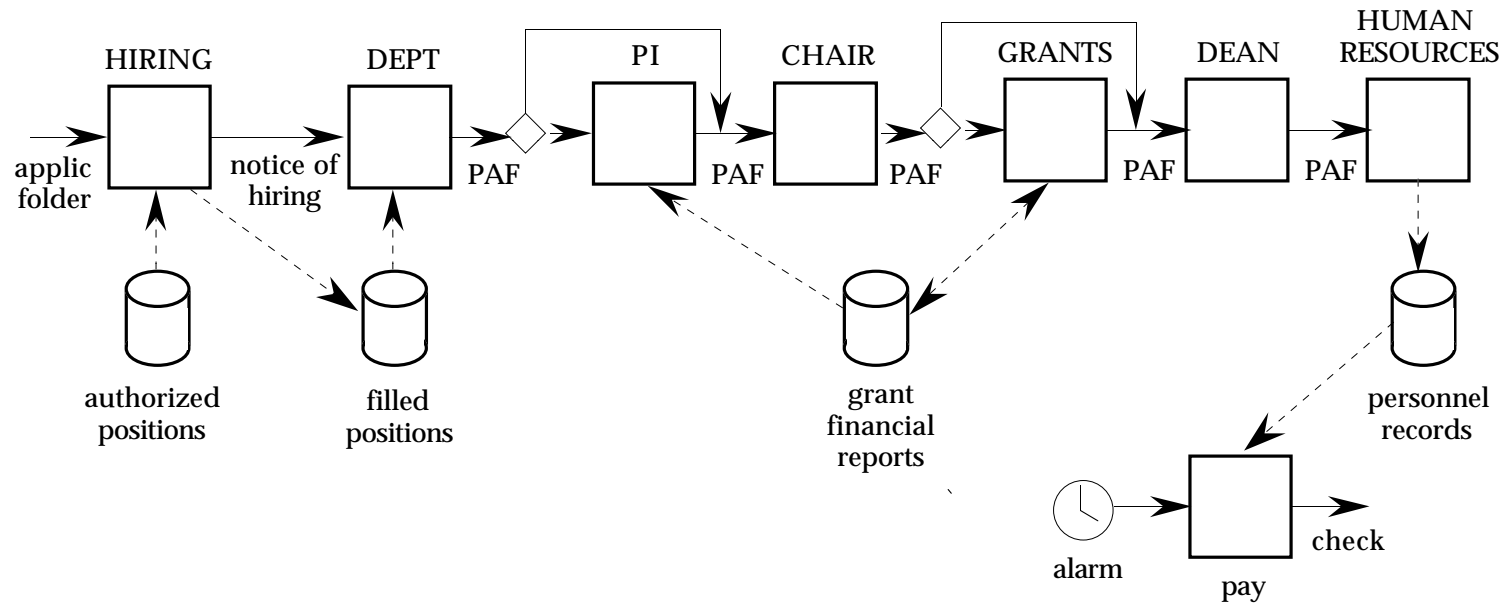 HUMAN
RESOURCES
HIRING
DEPT
PI
CHAIR
GRANTS
DEAN
applic
folder
notice of
hiring
PAF
PAF
PAF
PAF
PAF
authorized
positions
filled
positions
grant
financial
reports
personnel
records
alarm
pay
check